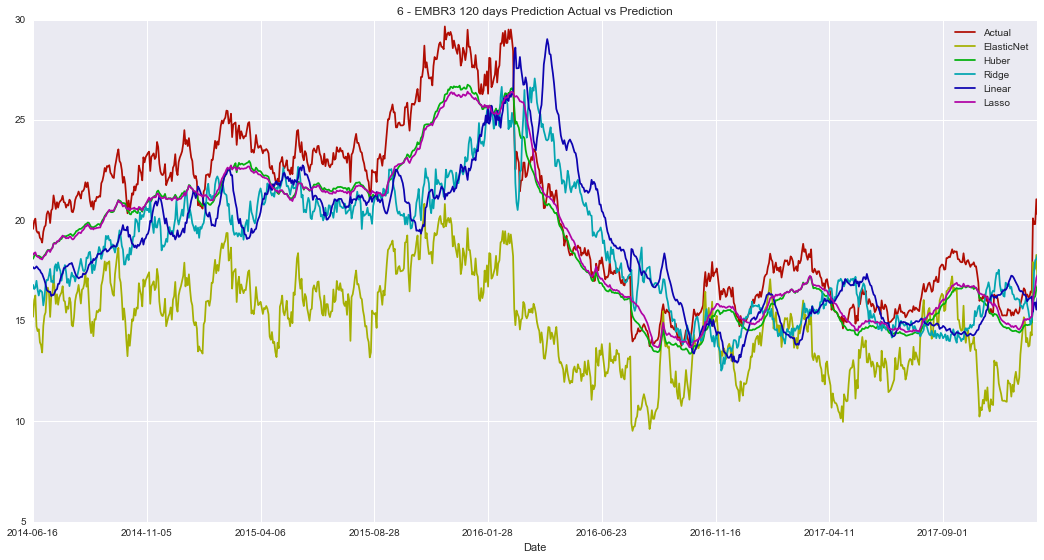 6 - EMBR3 120 days Prediction Actual vs Prediction
30
25
20
15
10
5
Actual
ElasticNet
Huber
Ridge
Linear
Lasso
2014-06-16 2014-11-05 2015-04-06 2015-08-28 2016-01-28 2016-06-23 2016-11-16 2017-04-11 2017-09-01
Date